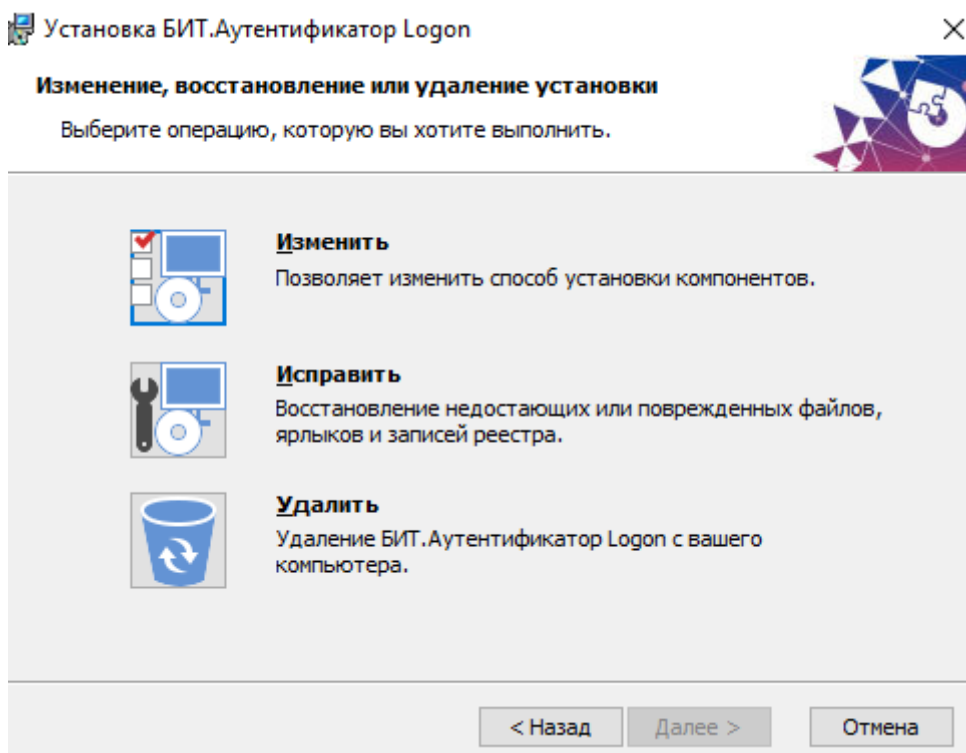 Установка БИТ.Аутентификатор Logon
Изменение, восстановление или удаление установки
Выберите операцию, которую вы хотите выполнить.
Изменить
Позволяет изменить способ установки компонентов.
Исправить
Восстановление недостающих или поврежденных файлов,
ярлыков и записей реестра.
Удалить
Удаление БИТ.Аутентификатор Logon с вашего
компьютера.
< Назад
Далее >
Отмена